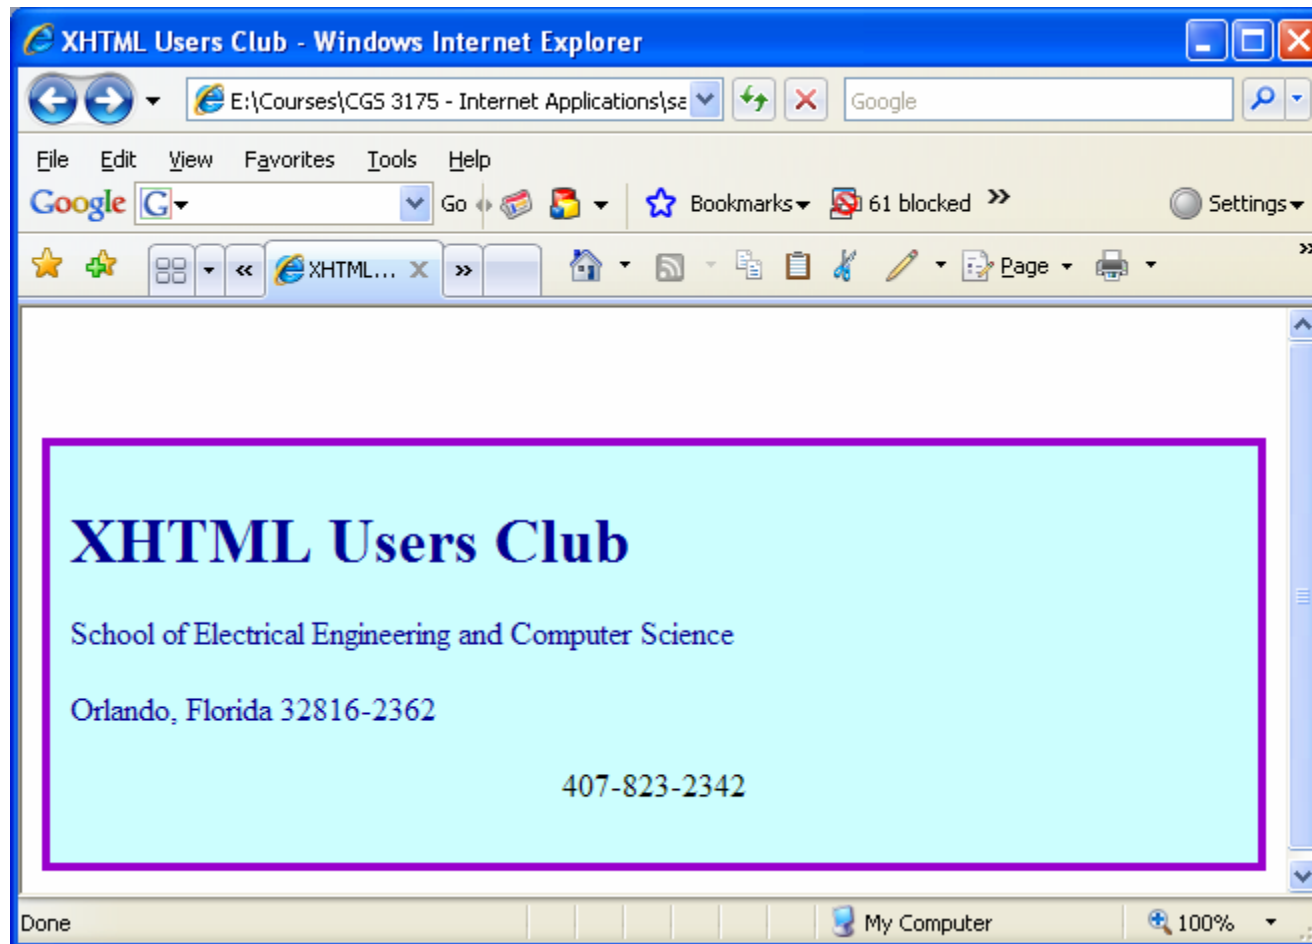 XHTML Users Club - Windows Internet Explorer
E:\Courses\CGS 3175 - Internet Applications\sa
Google
File Edit View Favorites Tools Help
Google G Go Bookmarks 61 blocked » Settings
« XHTML... X » Page »
XHTML Users Club
School of Electrical Engineering and Computer Science
Orlando, Florida 32816-2362
407-823-2342
Done My Computer 100%